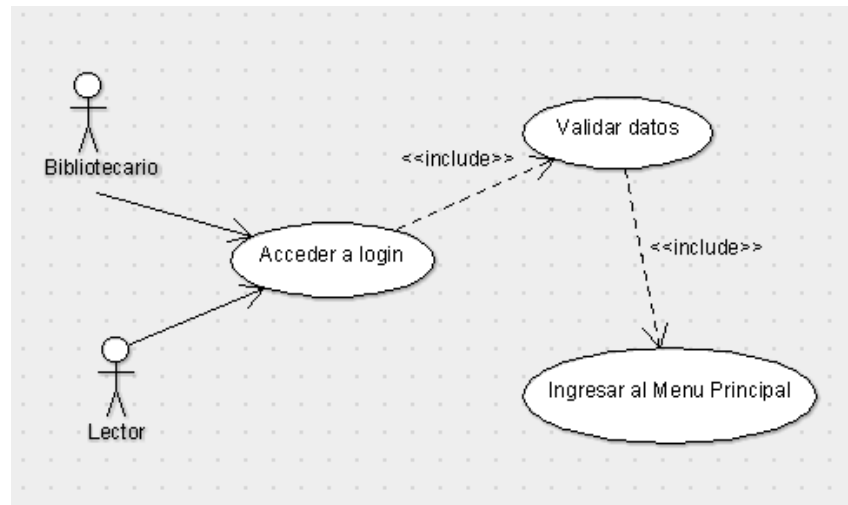 Bibliotecario
Lector
Acceder a login
<<include>>
Validar datos
<<include>>
Ingresar al Menu Principal